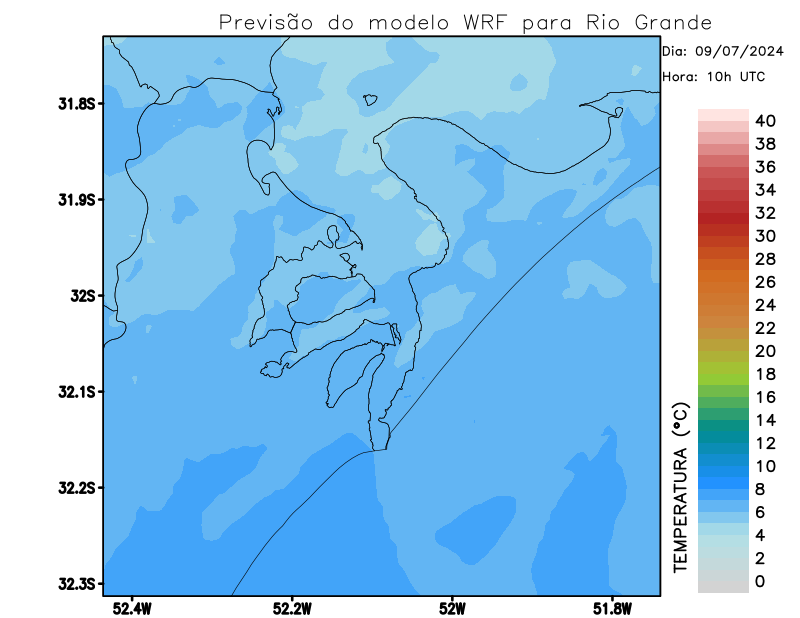 Previsão do modelo WRF para Rio Grande
Dia: 09/07/2024
Hora: 10h UTC
31.8S
31.9S
32S
32.1S
32.2S
32.3S
52.4W
52.2W
52W
51.8W
TEMPERATURA (°C)
40
38
36
34
32
30
28
26
24
22
20
18
16
14
12
10
8
6
4
2
0